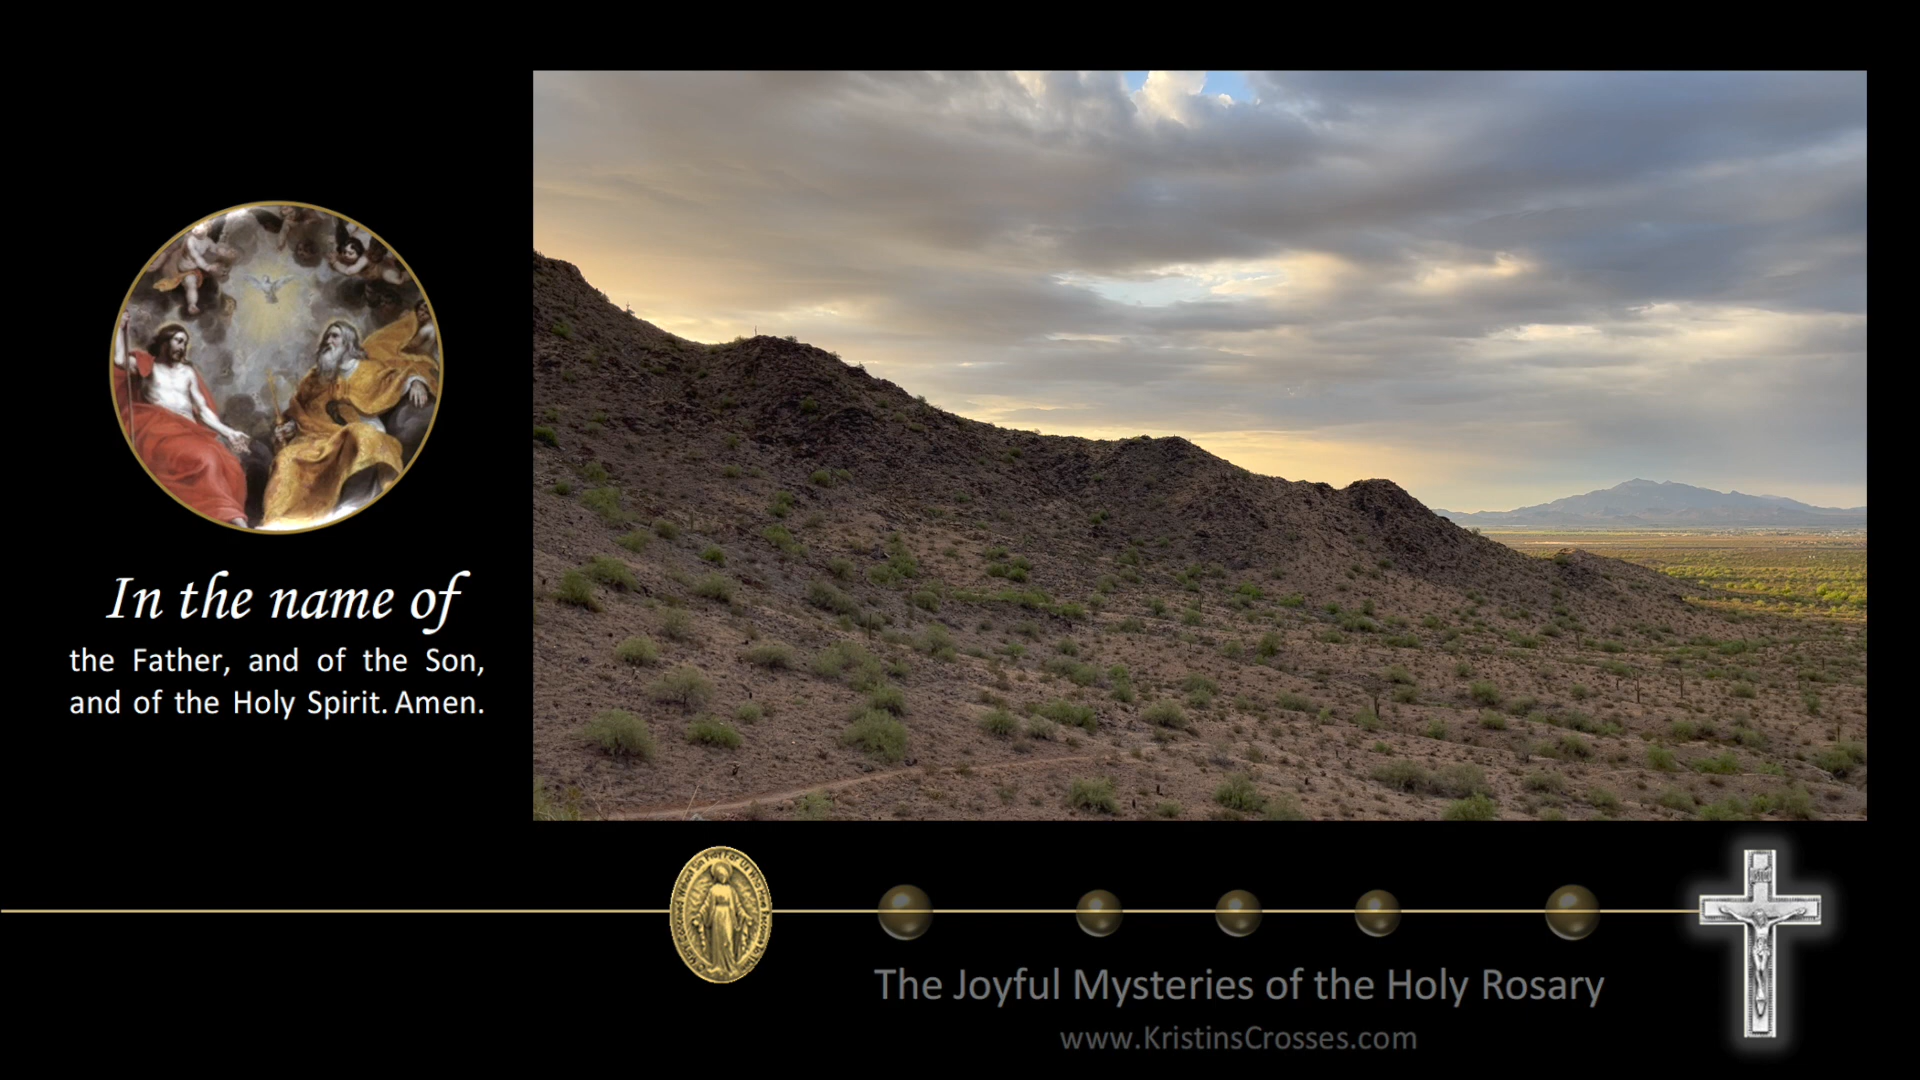 In the name of
the Father, and of the Son,
and of the Holy Spirit. Amen.
The Joyful Mysteries of the Holy Rosary
www.KristinsCrosses.com